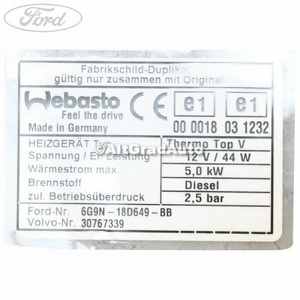 Ford
Fabrikschild-Duplikat
gültig nur zusammen mit Original
Webasto CE e1 e1
Feel the drive
Made in Germany 00 0018 03 1232
HEIZGERÄT Typ Thermo Top V
AltgradAuto
Spannung / El. Leistung 12 V / 44 W
Wärmestrom max. 5,0 kW
Brennstoff Diesel
zul. Betriebsüberdruck 2,5 bar
Ford-Nr. 6G9N-18D649-BB
Volvo-Nr. 30767339